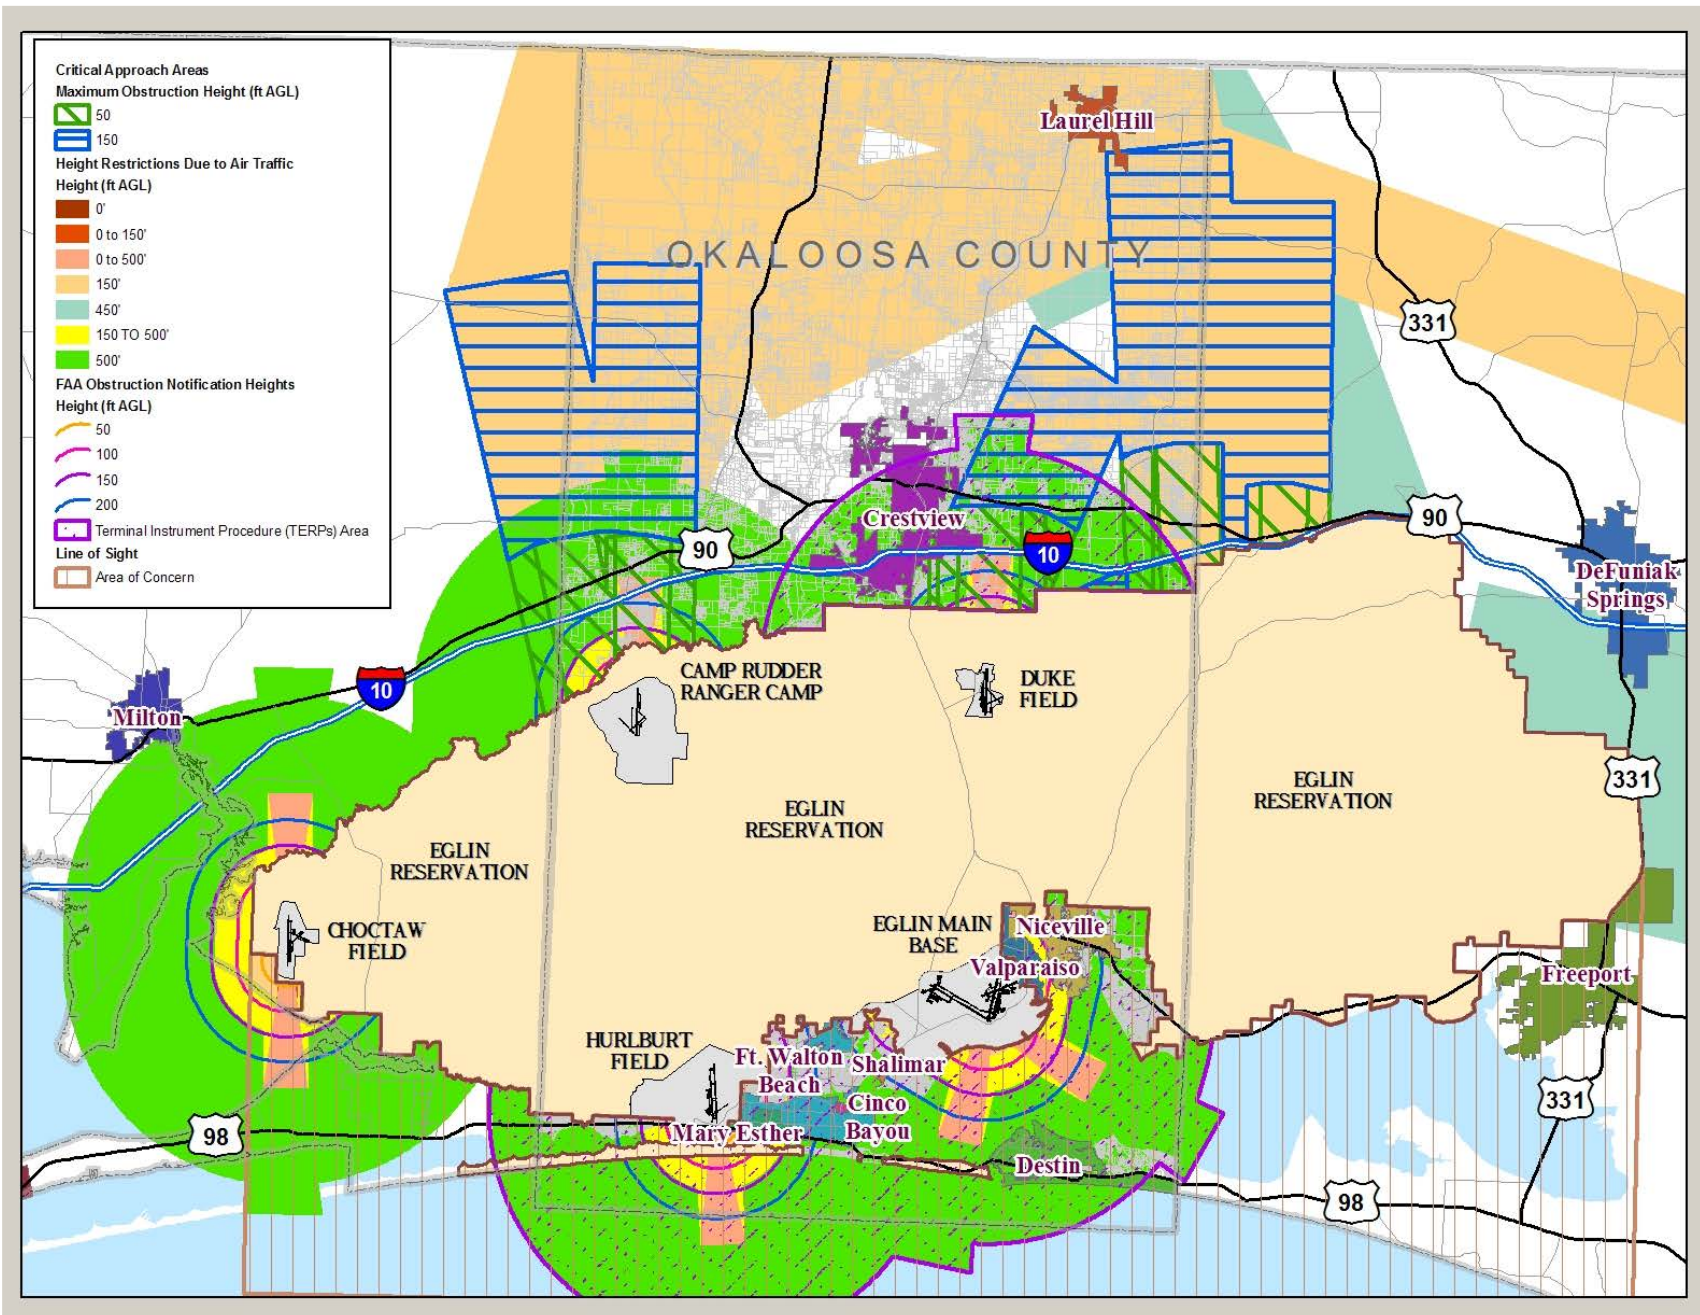 Critical Approach Areas
Maximum Obstruction Height (ft AGL)
50
150
Height Restrictions Due to Air Traffic
Height (ft AGL)
0'
0 to 150'
0 to 500'
150'
450'
150 TO 500'
500'
FAA Obstruction Notification Heights
Height (ft AGL)
50
100
150
200
Terminal Instrument Procedure (TERPs) Area
Line of Sight
Area of Concern
Laurel Hill
OKALOOSA COUNTY
331
Crestview
90
10
90
DeFuniak
Springs
10
Milton
CAMP RUDDER
RANGER CAMP
DUKE
FIELD
331
EGLIN
RESERVATION
EGLIN
RESERVATION
EGLIN
RESERVATION
CHOCTAW
FIELD
EGLIN MAIN
BASE
Niceville
Valparaiso
Freeport
HURLBURT
FIELD
Ft. Walton
Beach
Shalimar
Cinco
Bayou
Mary Esther
Destin
98
331
98